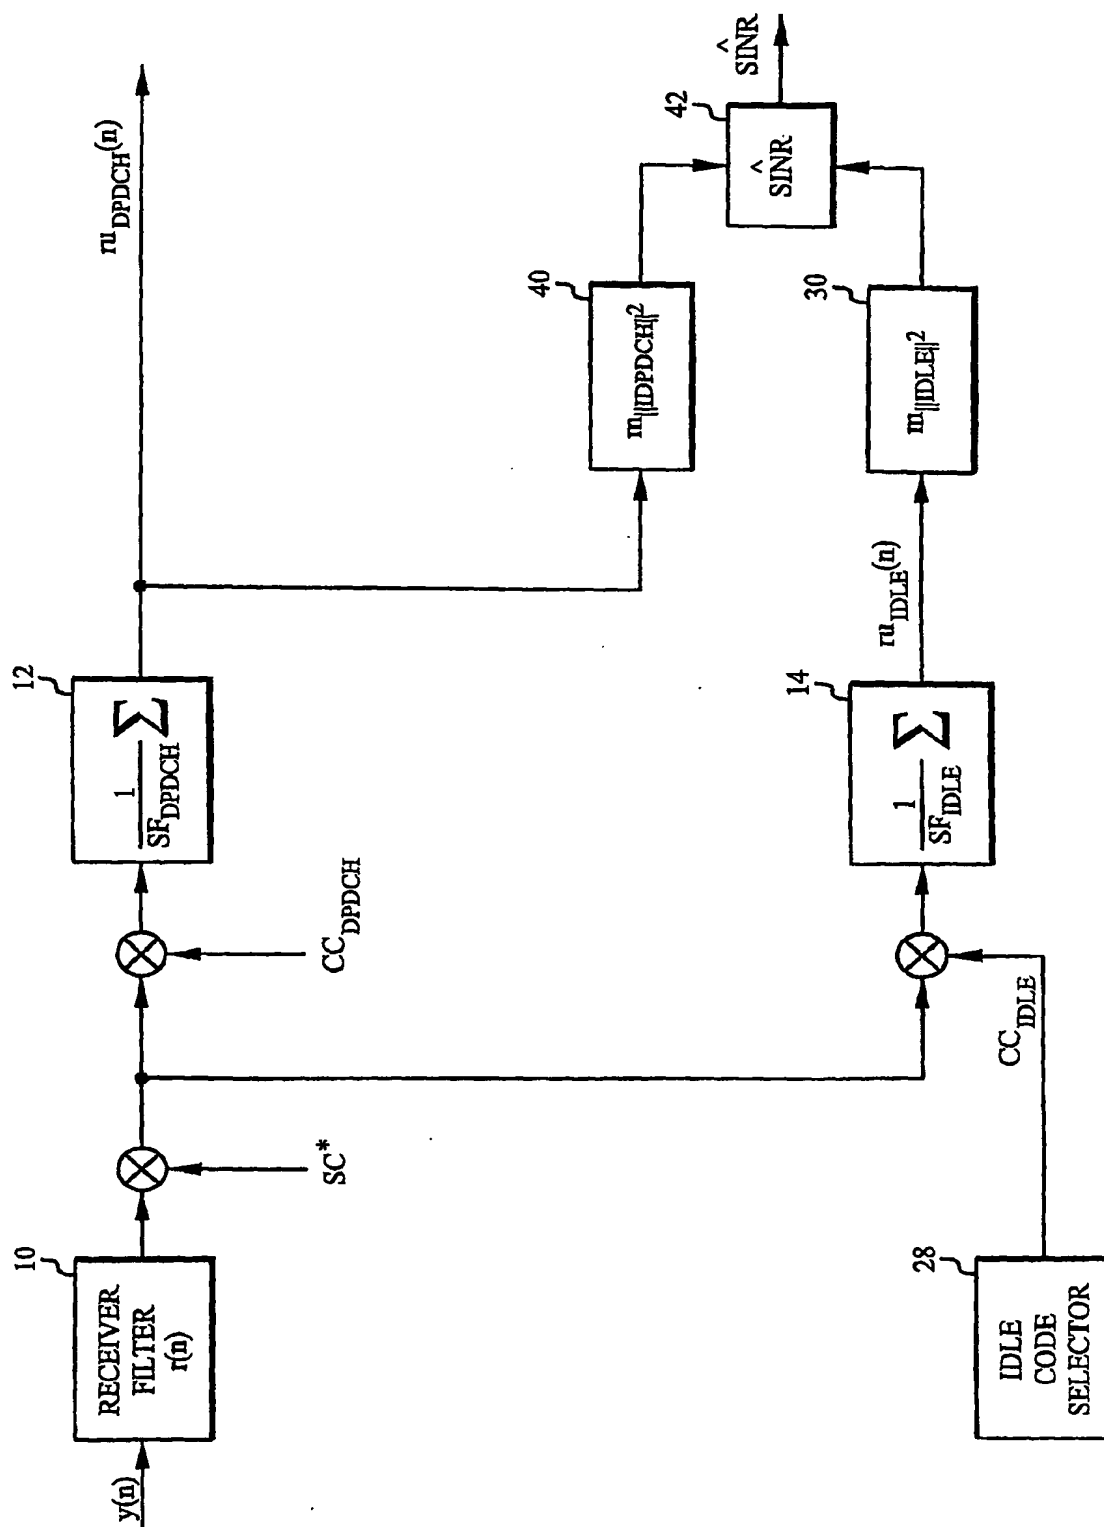 y(n)
10
RECEIVER
FILTER
r(n)
SC*
CC_DPDCH
12
1
SF_DPDCH
Σ
ru_DPDCH(n)
40
m_||DPDCH||^2
42
^
SINR
^
SINR
28
IDLE
CODE
SELECTOR
CC_IDLE
14
1
SF_IDLE
Σ
ru_IDLE(n)
30
m_||IDLE||^2